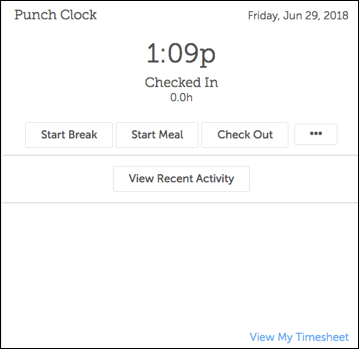 Punch Clock Friday, Jun 29, 2018
1:09p
Checked In
0.0h
Start Break Start Meal Check Out •••
View Recent Activity
View My Timesheet